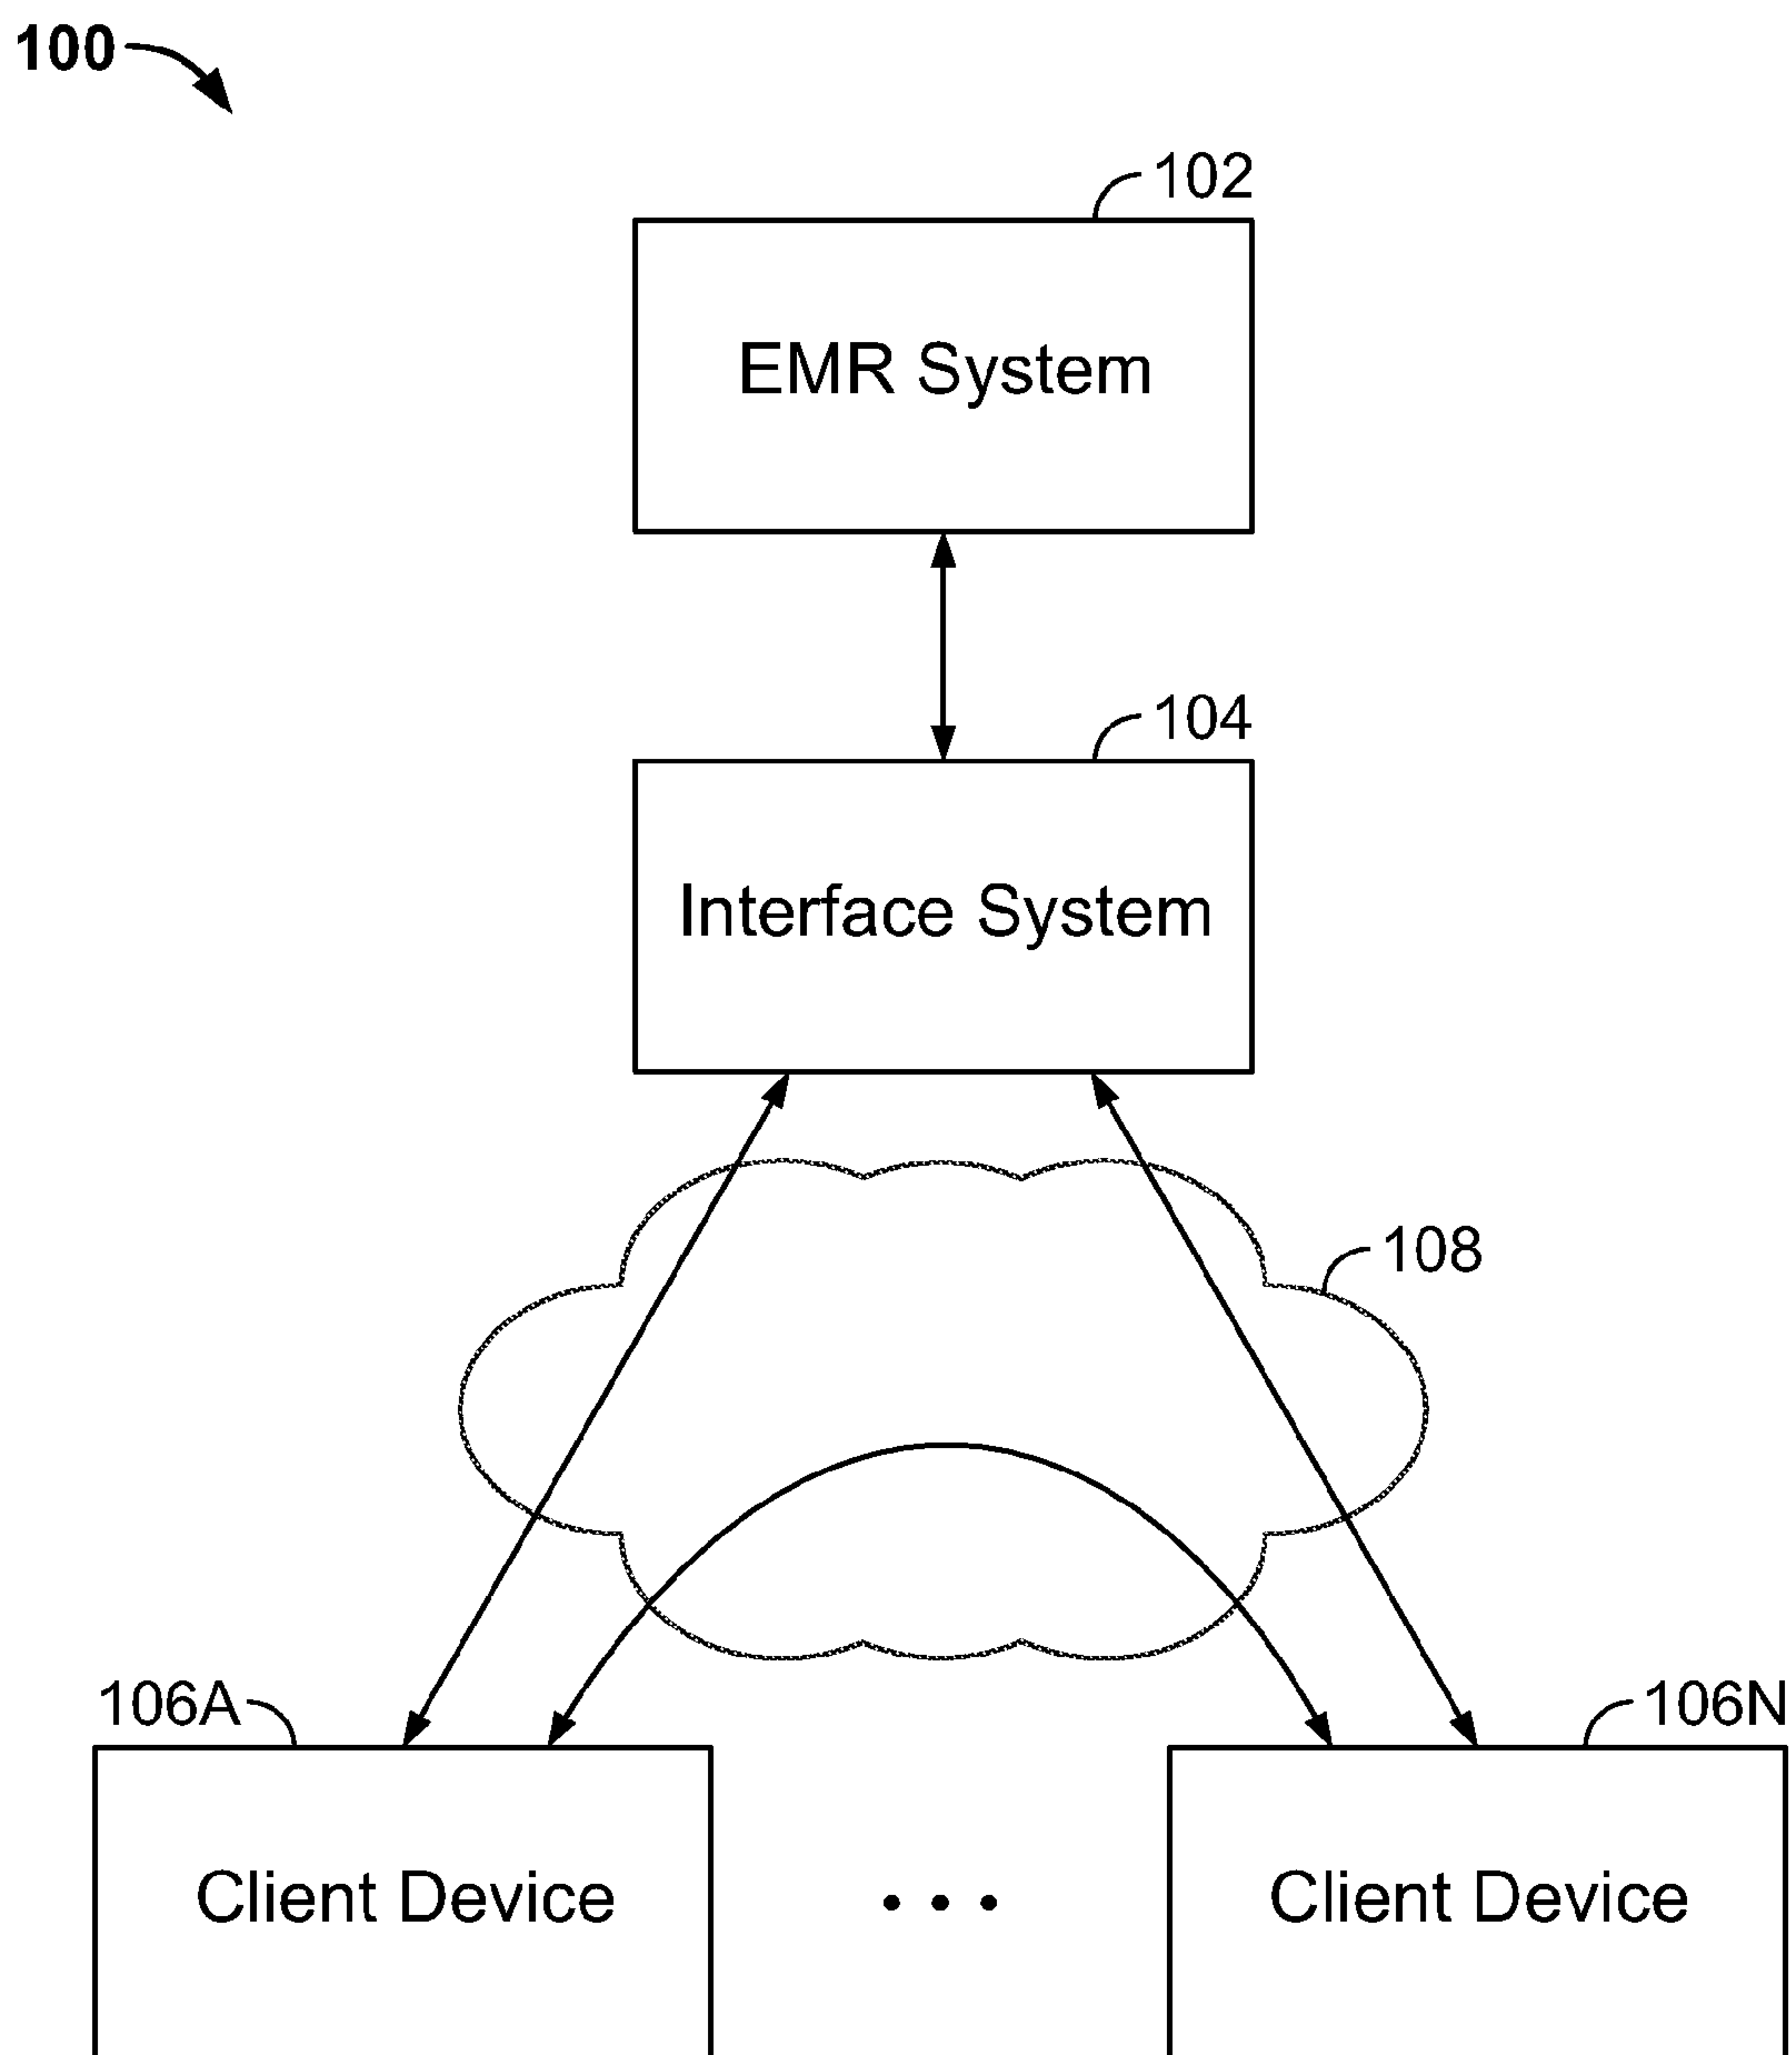 100
102
EMR System
104
Interface System
108
106A
106N
Client Device
Client Device